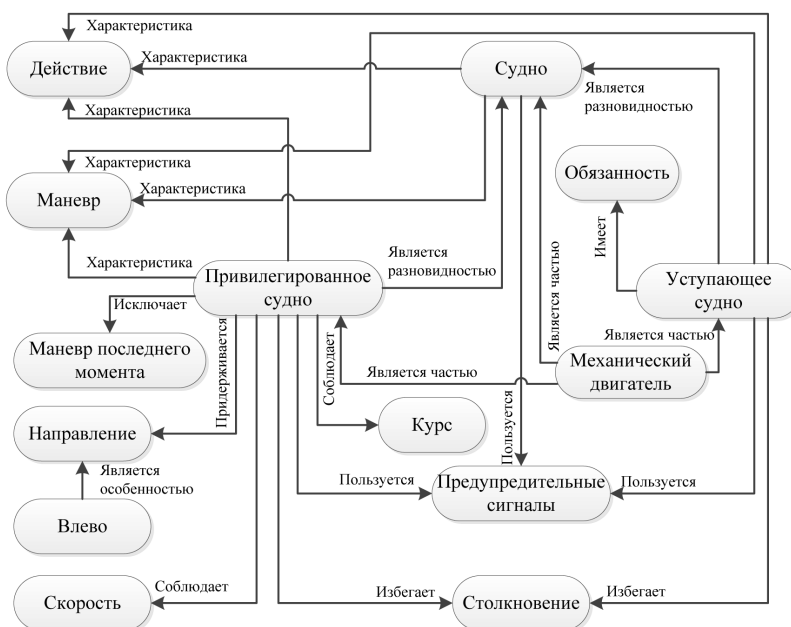 Характеристика
Действие
Характеристика
Судно
Является
разновидностью
Характеристика
Характеристика
Обязанность
Маневр
Характеристика
Имеет
Характеристика
Привилегированное
судно
Является
разновидностью
Является частью
Уступающее
судно
Исключает
Маневр последнего
момента
Придерживается
Соблюдает
Является частью
Является частью
Механический
двигатель
Направление
Курс
Пользуется
Является
особенностью
Пользуется
Предупредительные
сигналы
Пользуется
Влево
Скорость
Соблюдает
Избегает
Столкновение
Избегает